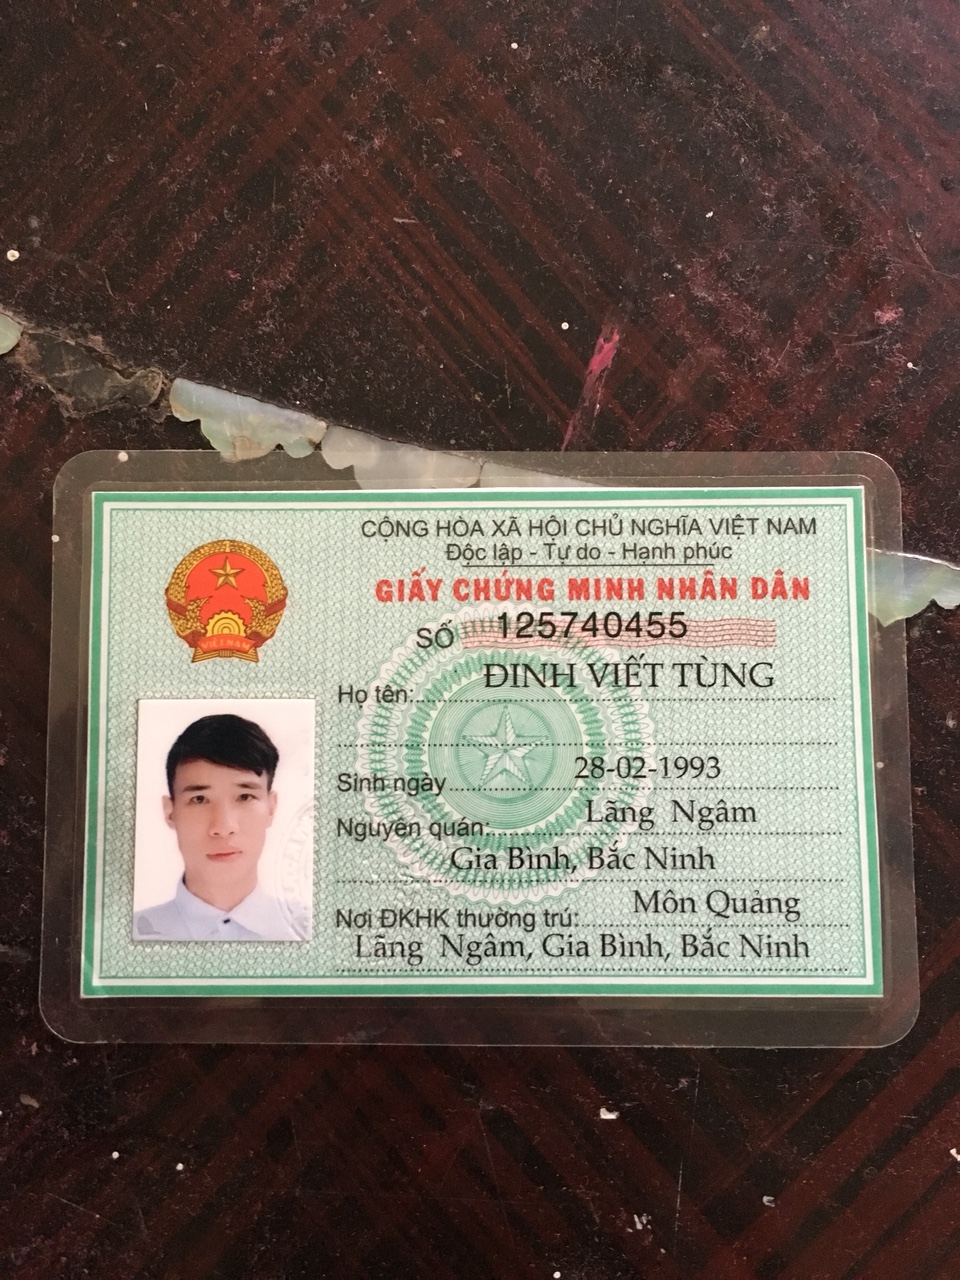 CỘNG HÒA XÃ HỘI CHỦ NGHĨA VIỆT NAM
Độc lập - Tự do - Hạnh phúc
GIẤY CHỨNG MINH NHÂN DÂN
SỐ 125740455
Họ tên: ĐINH VIẾT TÙNG
Sinh ngày 28-02-1993
Nguyên quán: Lãng Ngâm
Gia Bình, Bắc Ninh
Nơi ĐKHK thường trú: Môn Quảng
Lãng Ngâm, Gia Bình, Bắc Ninh
VIỆT NAM